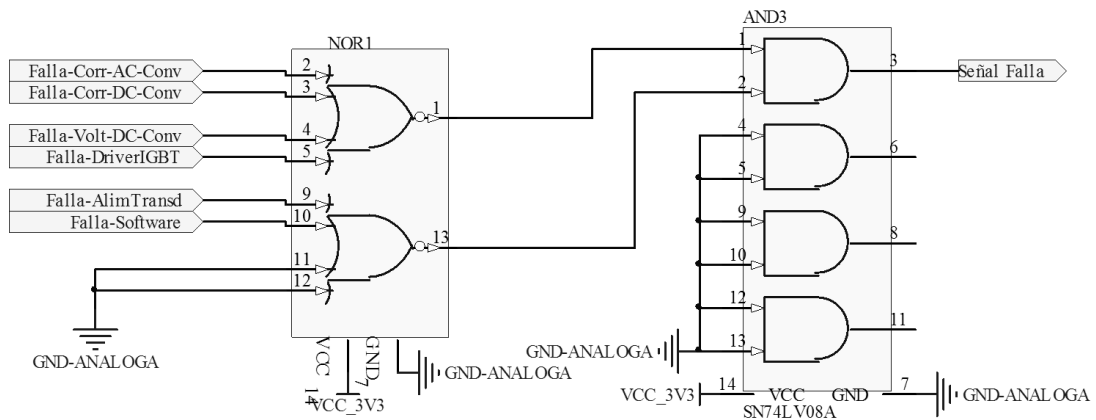 AND3
NOR1
1
2
3
Señal Falla
Falla-Corr-AC-Conv
2
Falla-Corr-DC-Conv
3
1
Falla-Volt-DC-Conv
4
Falla-DriverIGBT
5
4
5
6
Falla-AlimTransd
9
Falla-Software
10
13
9
10
8
11
12
12
13
11
GND-ANALOGA
VCC
14
GND
7
GND-ANALOGA
VCC_3V3
GND-ANALOGA
VCC_3V3
14
VCC
GND
7
GND-ANALOGA
SN74LV08A